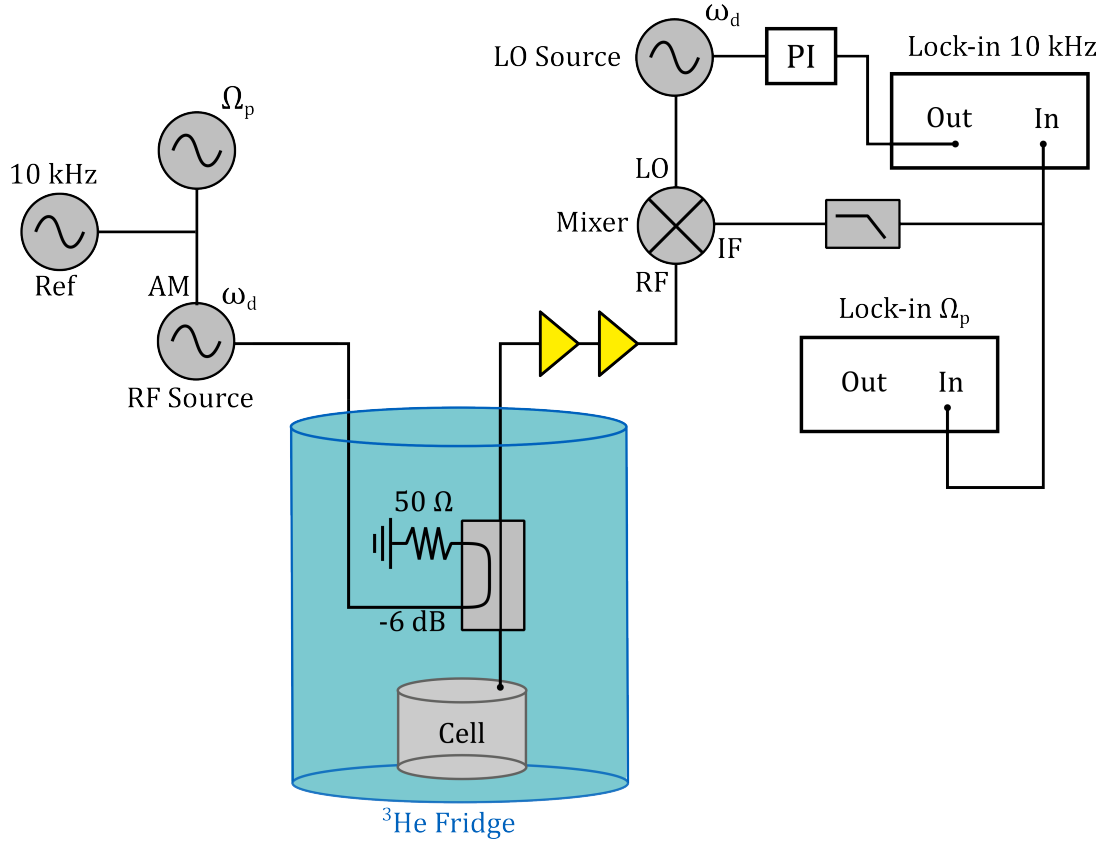 ω_d
LO Source
PI
Lock-in 10 kHz
Out
In
Ω_p
10 kHz
Ref
AM
ω_d
RF Source
LO
Mixer
IF
RF
Lock-in Ω_p
Out
In
50 Ω
-6 dB
Cell
³He Fridge